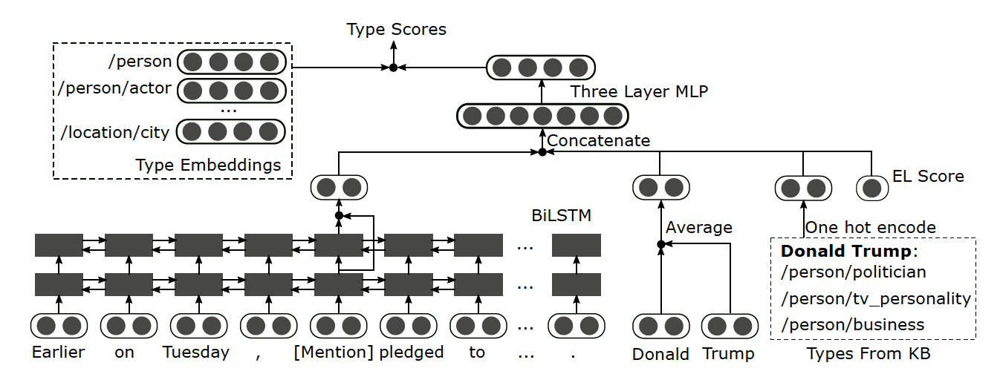 Type Scores
/person
/person/actor
...
/location/city
Type Embeddings
Three Layer MLP
Concatenate
EL Score
BiLSTM
Average
One hot encode
...
...
Donald Trump:
/person/politician
/person/tv_personality
/person/business
...
Earlier on Tuesday , [Mention] pledged to ... .
Donald Trump
Types From KB